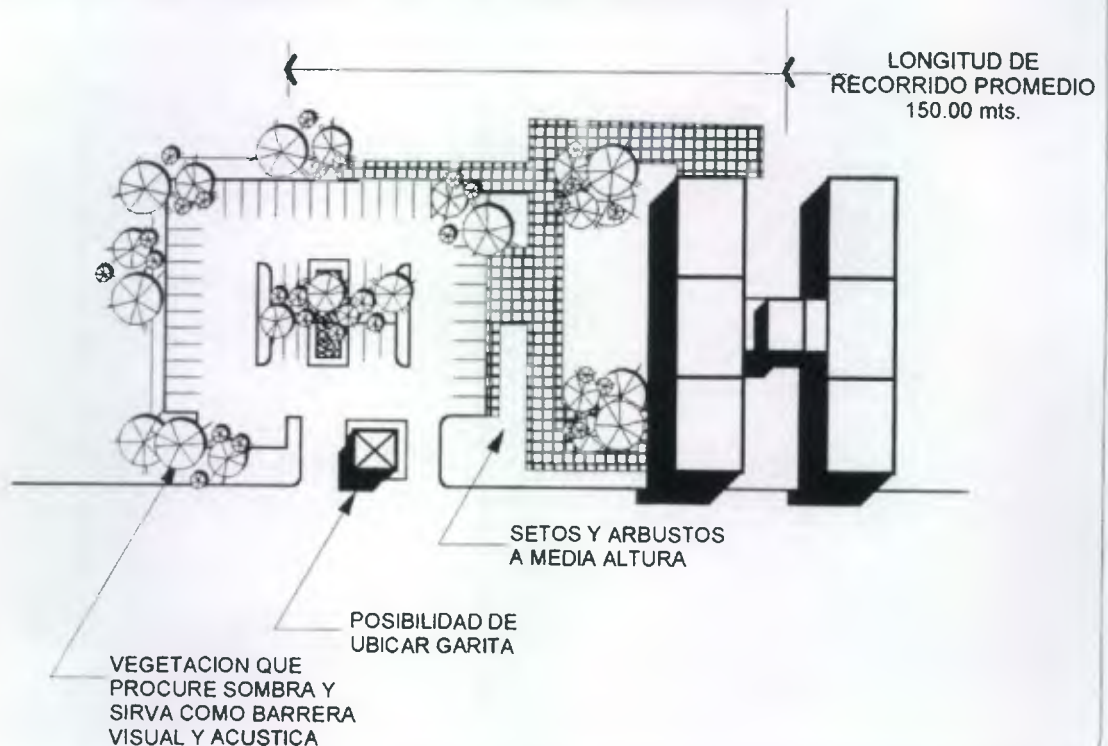 LONGITUD DE
RECORRIDO PROMEDIO
150.00 mts.
SETOS Y ARBUSTOS
A MEDIA ALTURA
POSIBILIDAD DE
UBICAR GARITA
VEGETACION QUE
PROCURE SOMBRA Y
SIRVA COMO BARRERA
VISUAL Y ACUSTICA